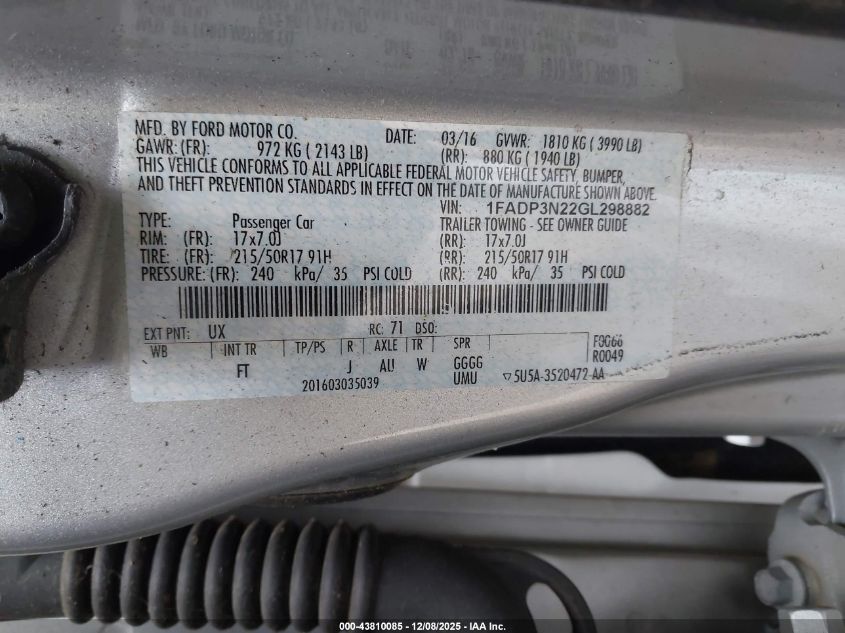 MFD. BY FORD MOTOR CO. DATE: 03/16 GVWR: 1810 KG ( 3990 LB)
GAWR: (FR): 972 KG ( 2143 LB) (RR): 880 KG ( 1940 LB)
THIS VEHICLE CONFORMS TO ALL APPLICABLE FEDERAL MOTOR VEHICLE SAFETY, BUMPER,
AND THEFT PREVENTION STANDARDS IN EFFECT ON THE DATE OF MANUFACTURE SHOWN ABOVE.
VIN: 1FADP3N22GL298882
TYPE: Passenger Car TRAILER TOWING - SEE OWNER GUIDE
RIM: (FR): 17x7.0J (RR): 17x7.0J
TIRE: (FR): 215/50R17 91H (RR): 215/50R17 91H
PRESSURE: (FR): 240 kPa/ 35 PSI COLD (RR): 240 kPa/ 35 PSI COLD
EXT PNT: UX RC: 71 DSO:
WB INT TR TP/PS R AXLE TR SPR F0066
FT J AU W GGGG R0049
201603035039 UMU ▽5U5A-3520472-AA
000-43810085 - 12/08/2025 - IAA Inc.